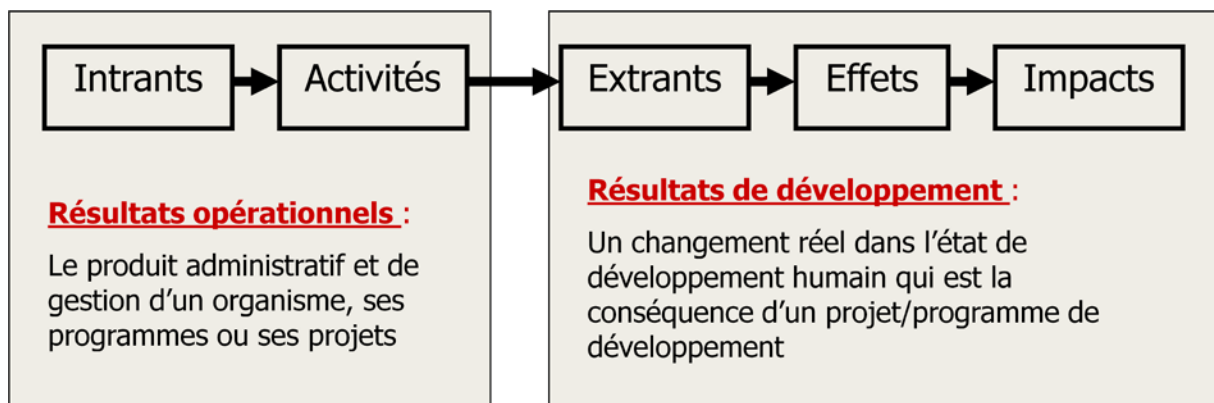 Intrants Activités Extrants Effets Impacts
Résultats opérationnels :
Le produit administratif et de
gestion d’un organisme, ses
programmes ou ses projets
Résultats de développement :
Un changement réel dans l’état de
développement humain qui est la
conséquence d’un projet/programme de
développement